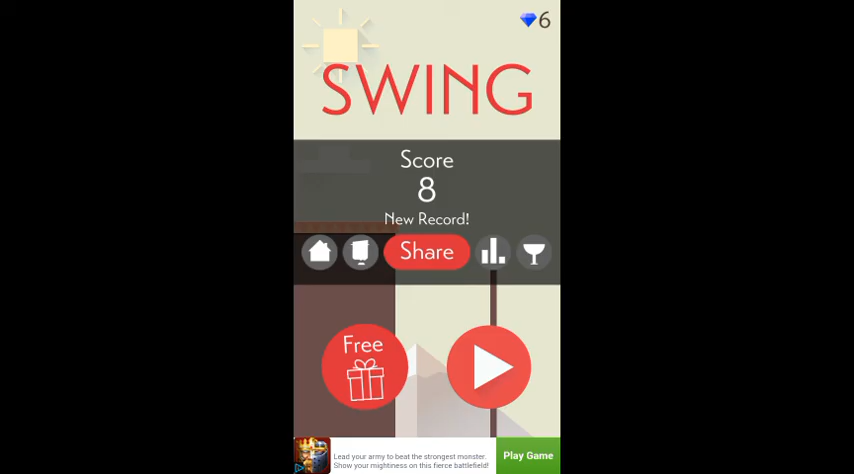 6
SWING
Score
8
New Record!
Share
Free
Lead your army to beat the strongest monster.
Show your mightiness on this fierce battlefield!
Play Game